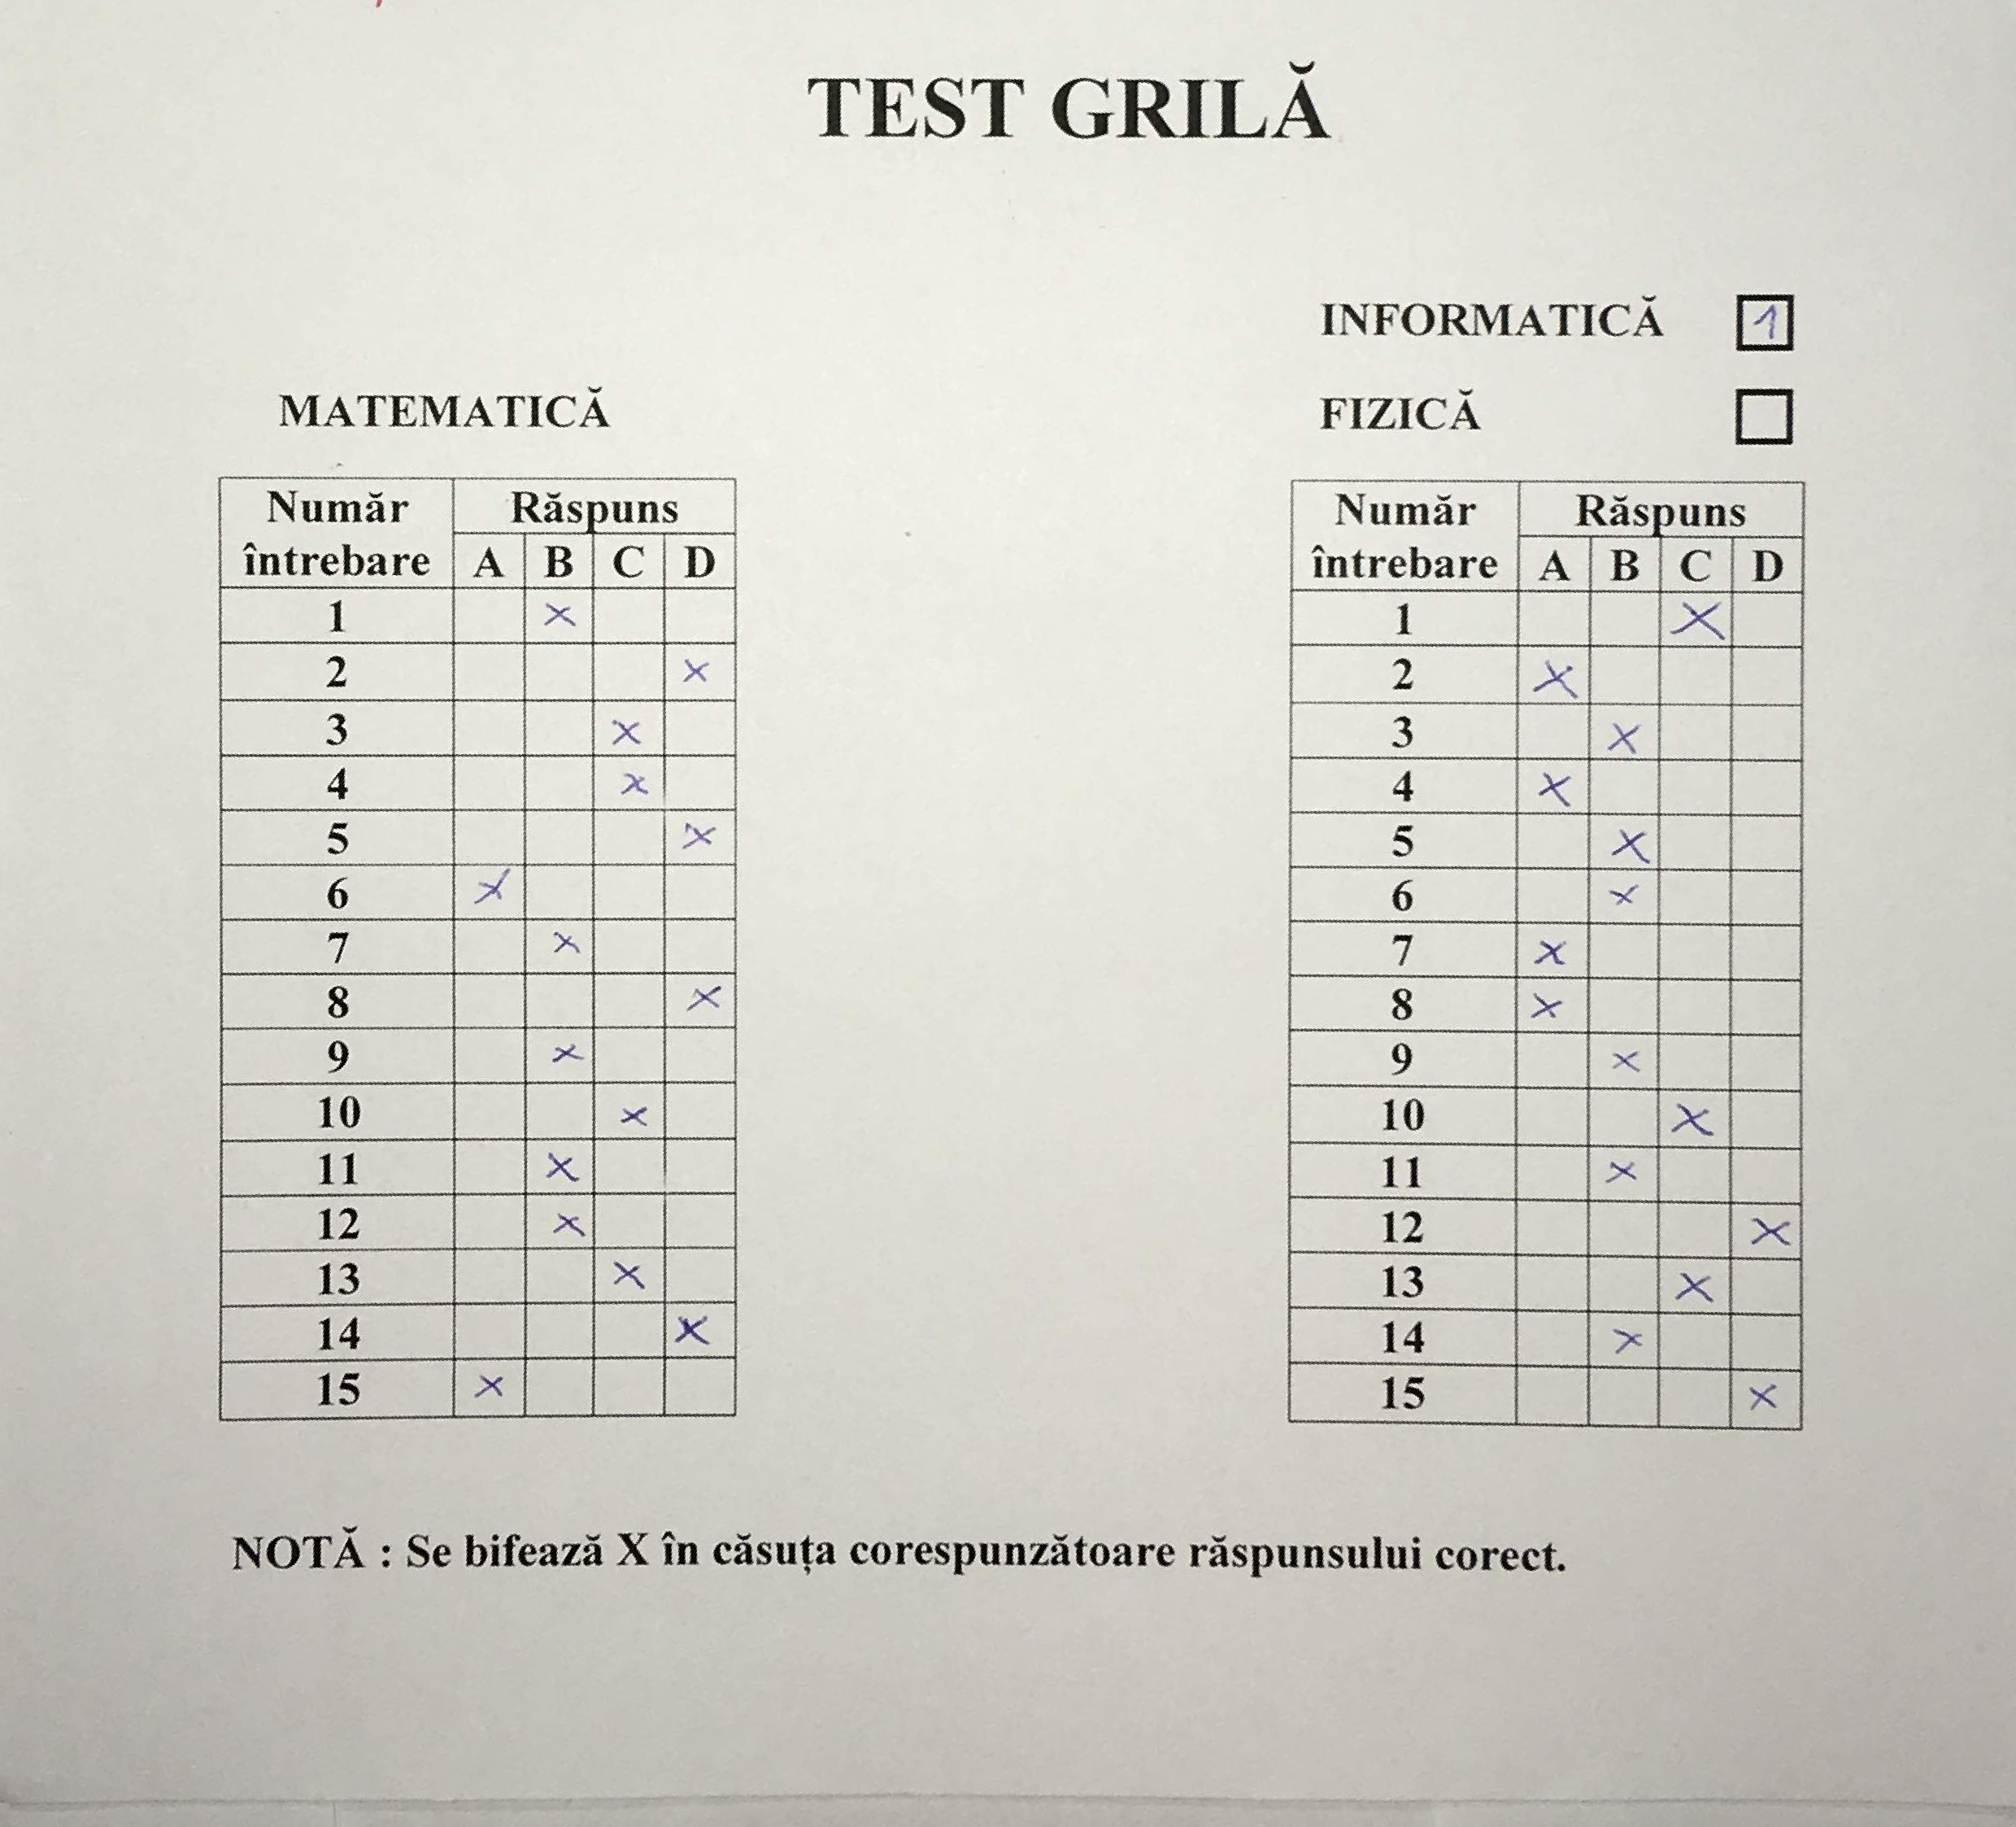 TEST GRILĂ
INFORMATICĂ 1
MATEMATICĂ
FIZICĂ
Număr întrebare Răspuns
A B C D
1 X
2 X
3 X
4 X
5 X
6 X
7 X
8 X
9 X
10 X
11 X
12 X
13 X
14 X
15 X
Număr întrebare Răspuns
A B C D
1 X
2 X
3 X
4 X
5 X
6 X
7 X
8 X
9 X
10 X
11 X
12 X
13 X
14 X
15 X
NOTĂ : Se bifează X în căsuța corespunzătoare răspunsului corect.